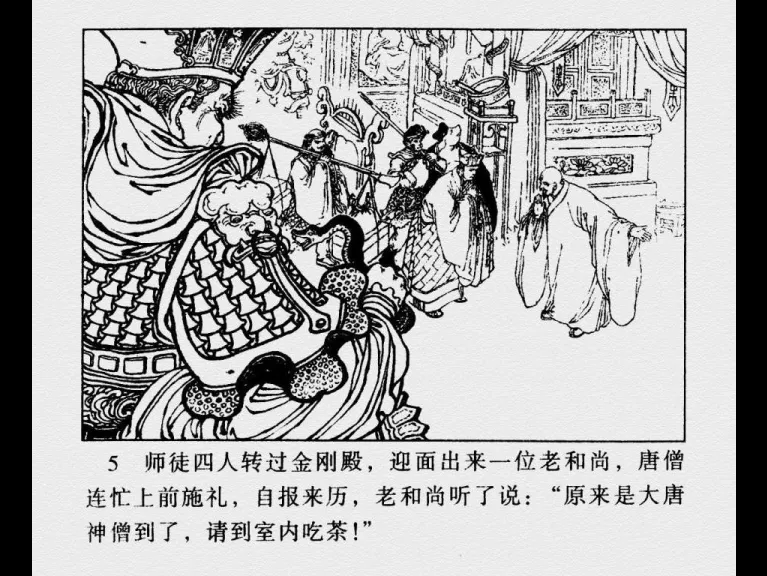 5 师徒四人转过金刚殿，迎面出来一位老和尚，唐僧
连忙上前施礼，自报来历，老和尚听了说：“原来是大唐
神僧到了，请到室内吃茶！”